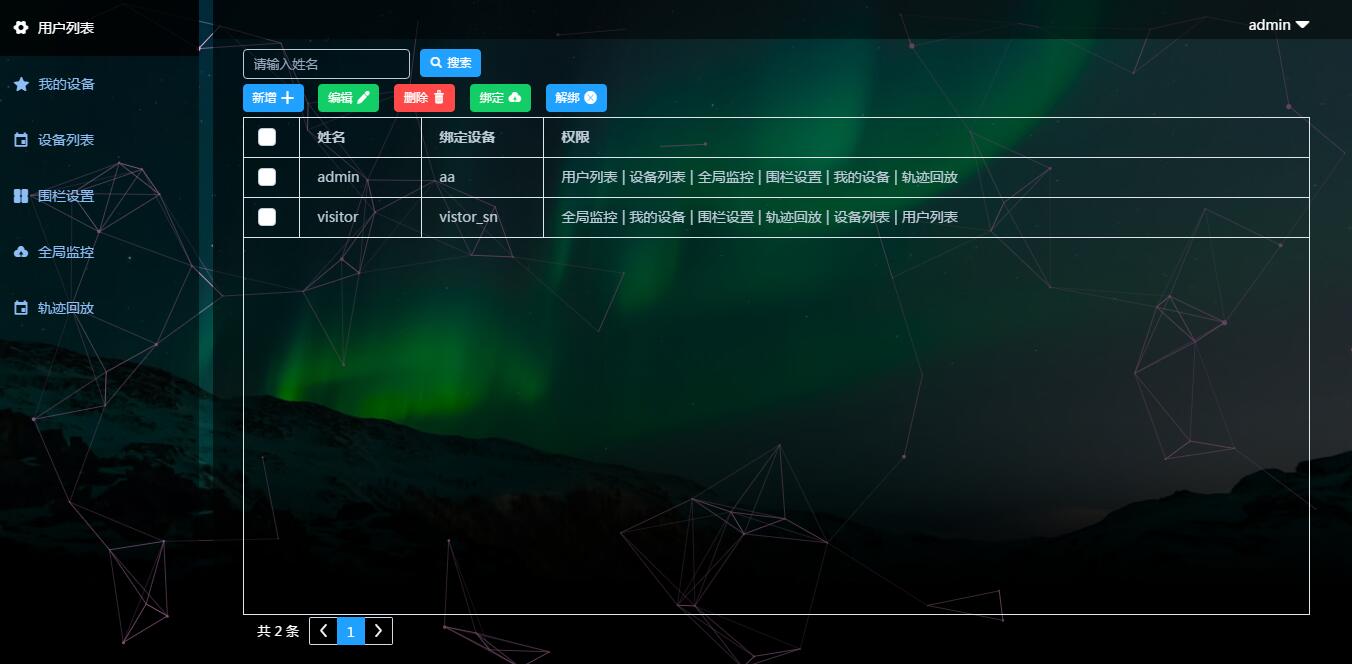 用户列表
admin
我的设备
设备列表
围栏设置
全局监控
轨迹回放
请输入姓名 搜索
新增 编辑 删除 绑定 解绑
姓名 绑定设备 权限
admin aa 用户列表 | 设备列表 | 全局监控 | 围栏设置 | 我的设备 | 轨迹回放
visitor vistor_sn 全局监控 | 我的设备 | 围栏设置 | 轨迹回放 | 设备列表 | 用户列表
共 2 条 1